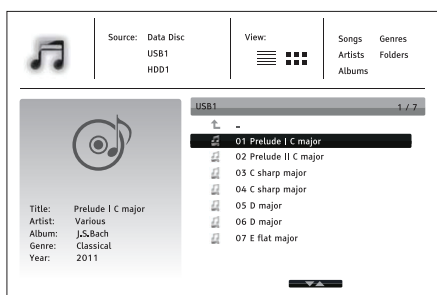 Source: Data Disc
USB1
HDD1
View:
Songs Genres
Artists Folders
Albums
USB1 1 / 7
01 Prelude I C major
02 Prelude II C major
03 C sharp major
04 C sharp major
05 D major
06 D major
07 E flat major
Title: Prelude I C major
Artist: Various
Album: J.S.Bach
Genre: Classical
Year: 2011